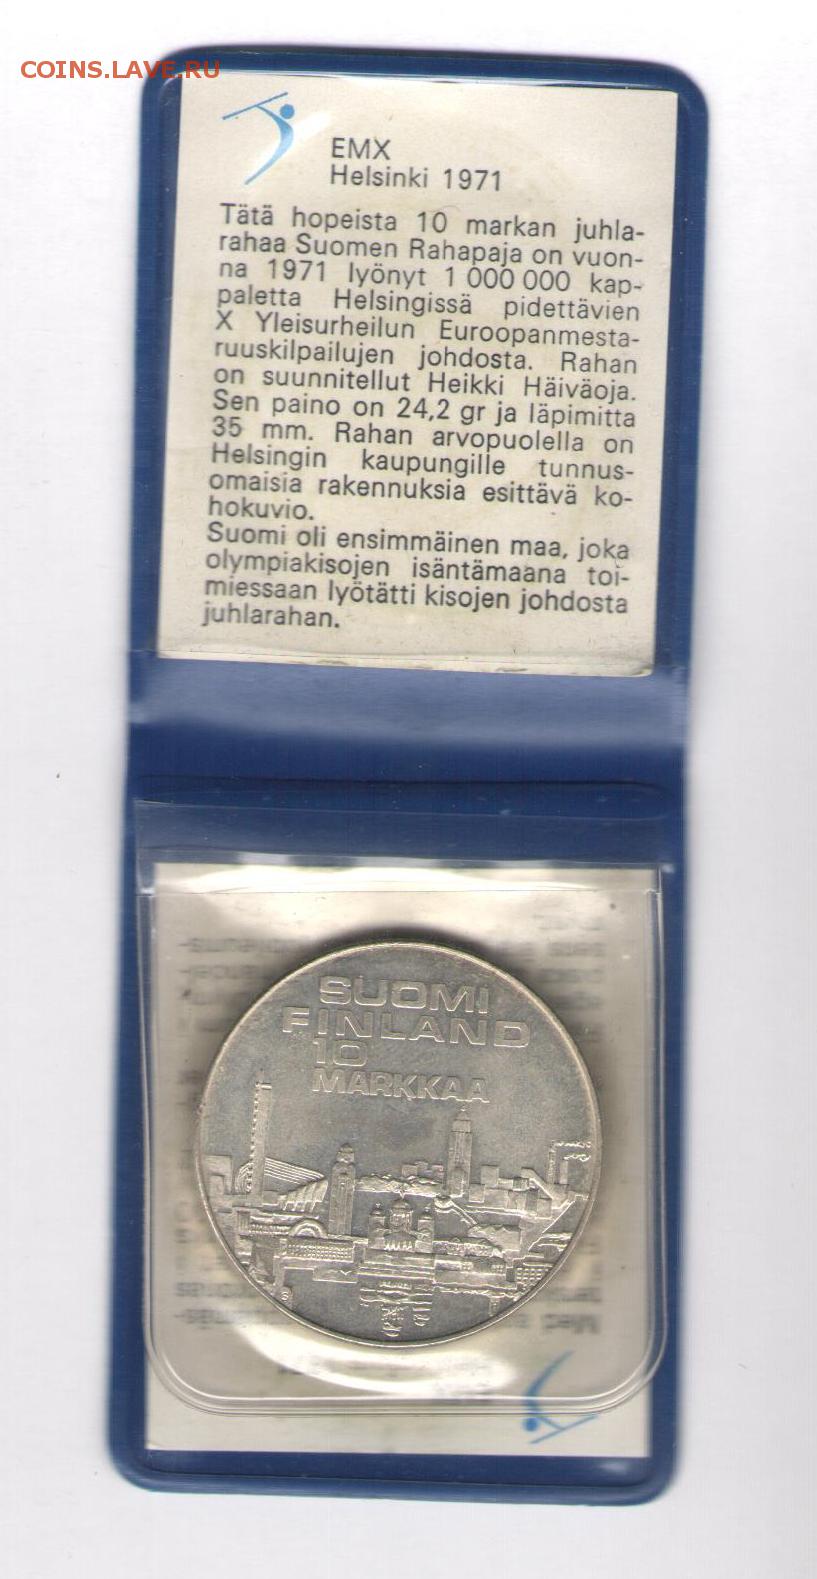 COINS.LAVE.RU
EMX
Helsinki 1971
Tätä hopeista 10 markan juhla-
rahaa Suomen Rahapaja on vuon-
na 1971 lyönyt 1 000 000 kap-
paletta Helsingissä pidettävien
X Yleisurheilun Euroopanmesta-
ruuskilpailujen johdosta. Rahan
on suunnitellut Heikki Häiväoja.
Sen paino on 24,2 gr ja läpimitta
35 mm. Rahan arvopuolella on
Helsingin kaupungille tunnus-
omaisia rakennuksia esittävä ko-
hokuvio.
Suomi oli ensimmäinen maa, joka
olympiakisojen isäntämaana toi-
miessaan lyötätti kisojen johdosta
juhlarahan.
SUOMI
FINLAND
10
MARKKAA
S
Med